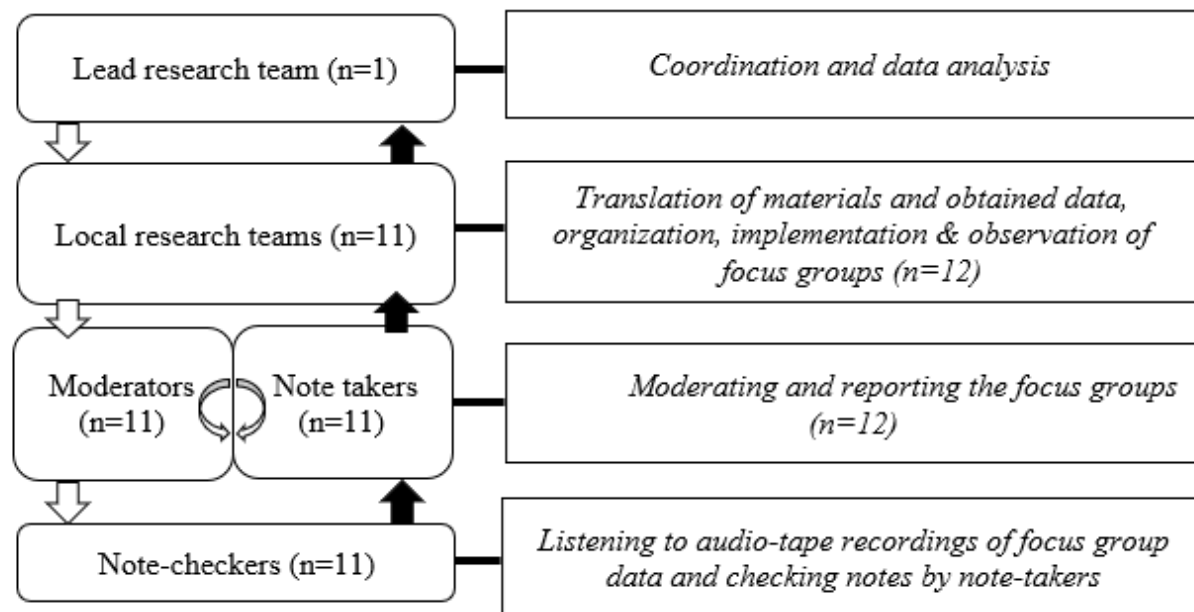 Lead research team (n=1)
Coordination and data analysis
Local research teams (n=11)
Translation of materials and obtained data,
organization, implementation & observation of
focus groups (n=12)
Moderators
(n=11)
Note takers
(n=11)
Moderating and reporting the focus groups
(n=12)
Note-checkers (n=11)
Listening to audio-tape recordings of focus group
data and checking notes by note-takers